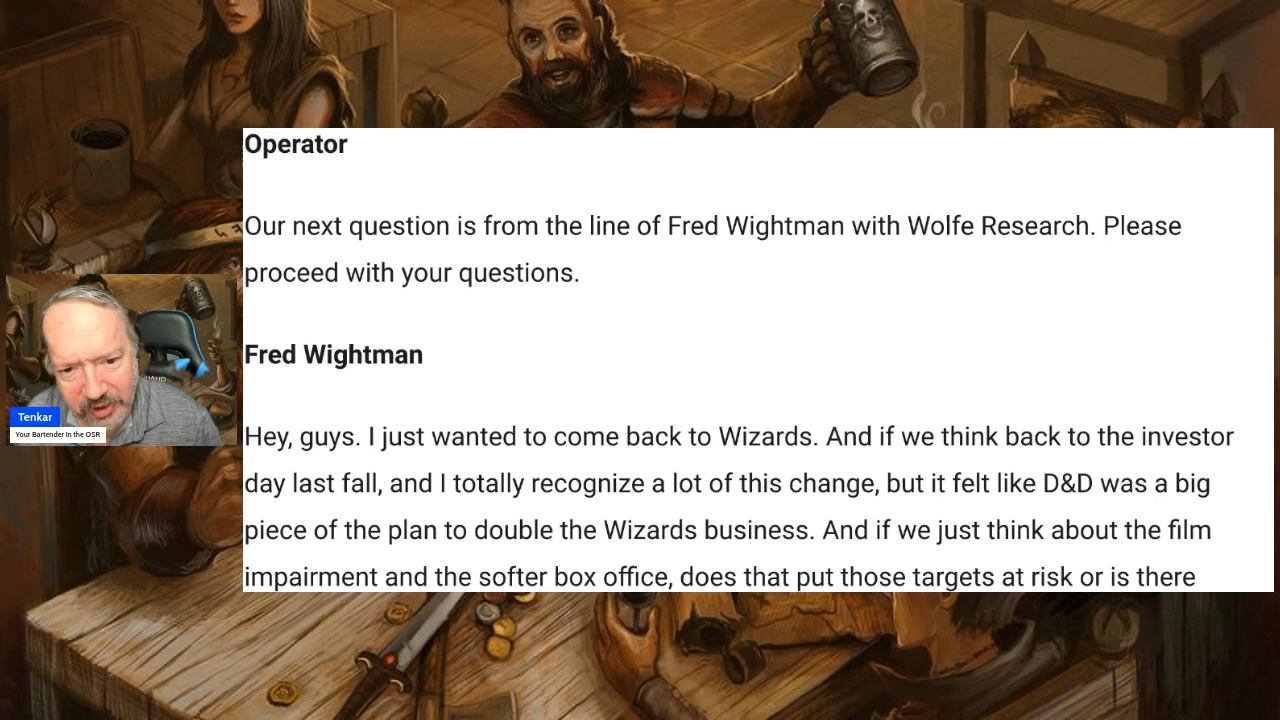 Operator
Our next question is from the line of Fred Wightman with Wolfe Research. Please
proceed with your questions.
Fred Wightman
Hey, guys. I just wanted to come back to Wizards. And if we think back to the investor
day last fall, and I totally recognize a lot of this change, but it felt like D&D was a big
piece of the plan to double the Wizards business. And if we just think about the film
impairment and the softer box office, does that put those targets at risk or is there
Tenkar
Your Bartender in the OSR